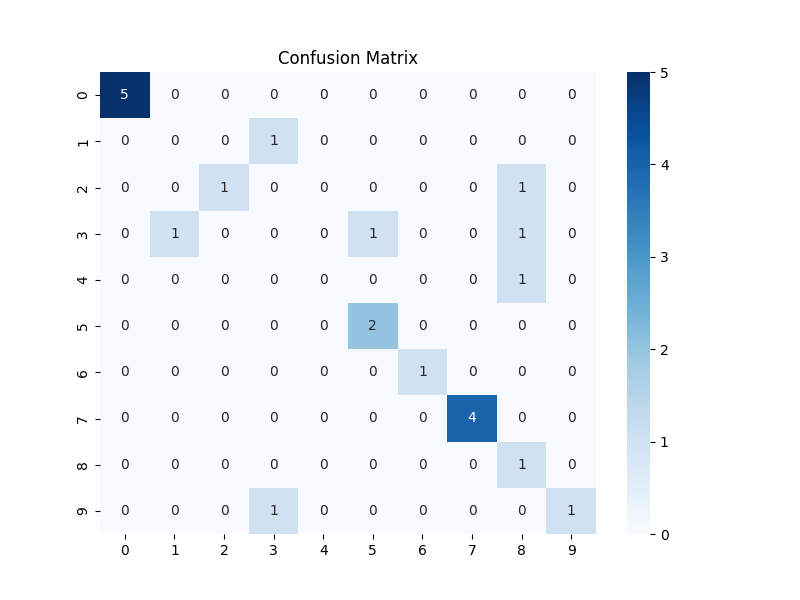 Confusion Matrix
0 5 0 0 0 0 0 0 0 0 0
1 0 0 0 1 0 0 0 0 0 0
2 0 0 1 0 0 0 0 0 1 0
3 0 1 0 0 0 1 0 0 1 0
4 0 0 0 0 0 0 0 0 1 0
5 0 0 0 0 0 2 0 0 0 0
6 0 0 0 0 0 0 1 0 0 0
7 0 0 0 0 0 0 0 4 0 0
8 0 0 0 0 0 0 0 0 1 0
9 0 0 0 1 0 0 0 0 0 1
0 1 2 3 4 5 6 7 8 9
5
4
3
2
1
0